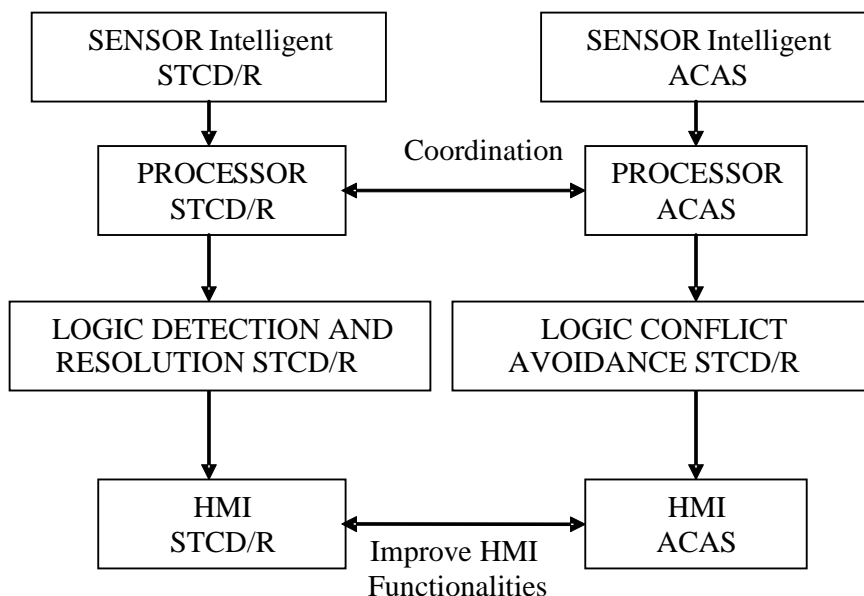 SENSOR Intelligent
STCD/R
SENSOR Intelligent
ACAS
Coordination
PROCESSOR
STCD/R
PROCESSOR
ACAS
LOGIC DETECTION AND
RESOLUTION STCD/R
LOGIC CONFLICT
AVOIDANCE STCD/R
HMI
STCD/R
HMI
ACAS
Improve HMI
Functionalities